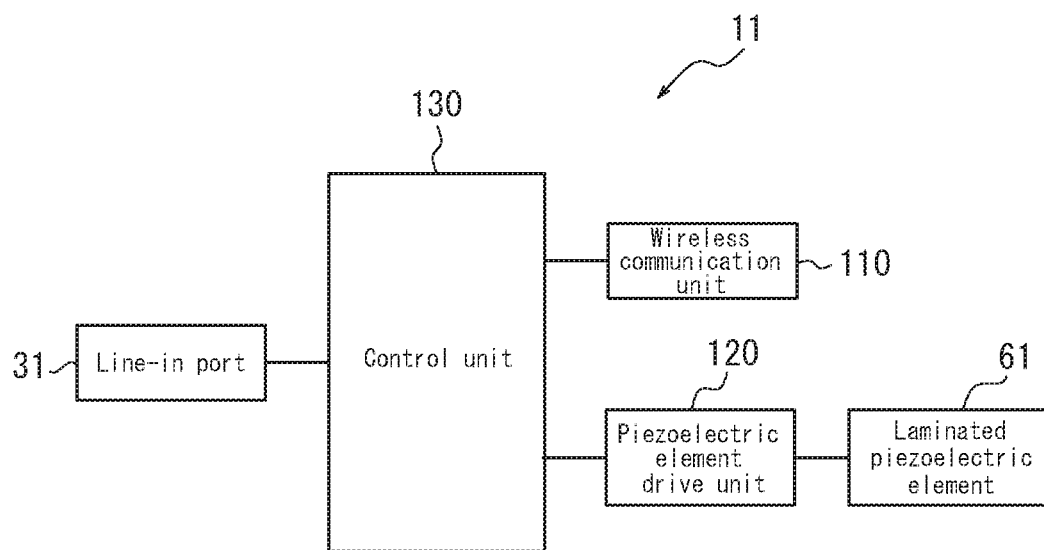 11
130
Wireless
communication
unit
110
31
Line-in port
Control unit
120
61
Piezoelectric
element
drive unit
Laminated
piezoelectric
element